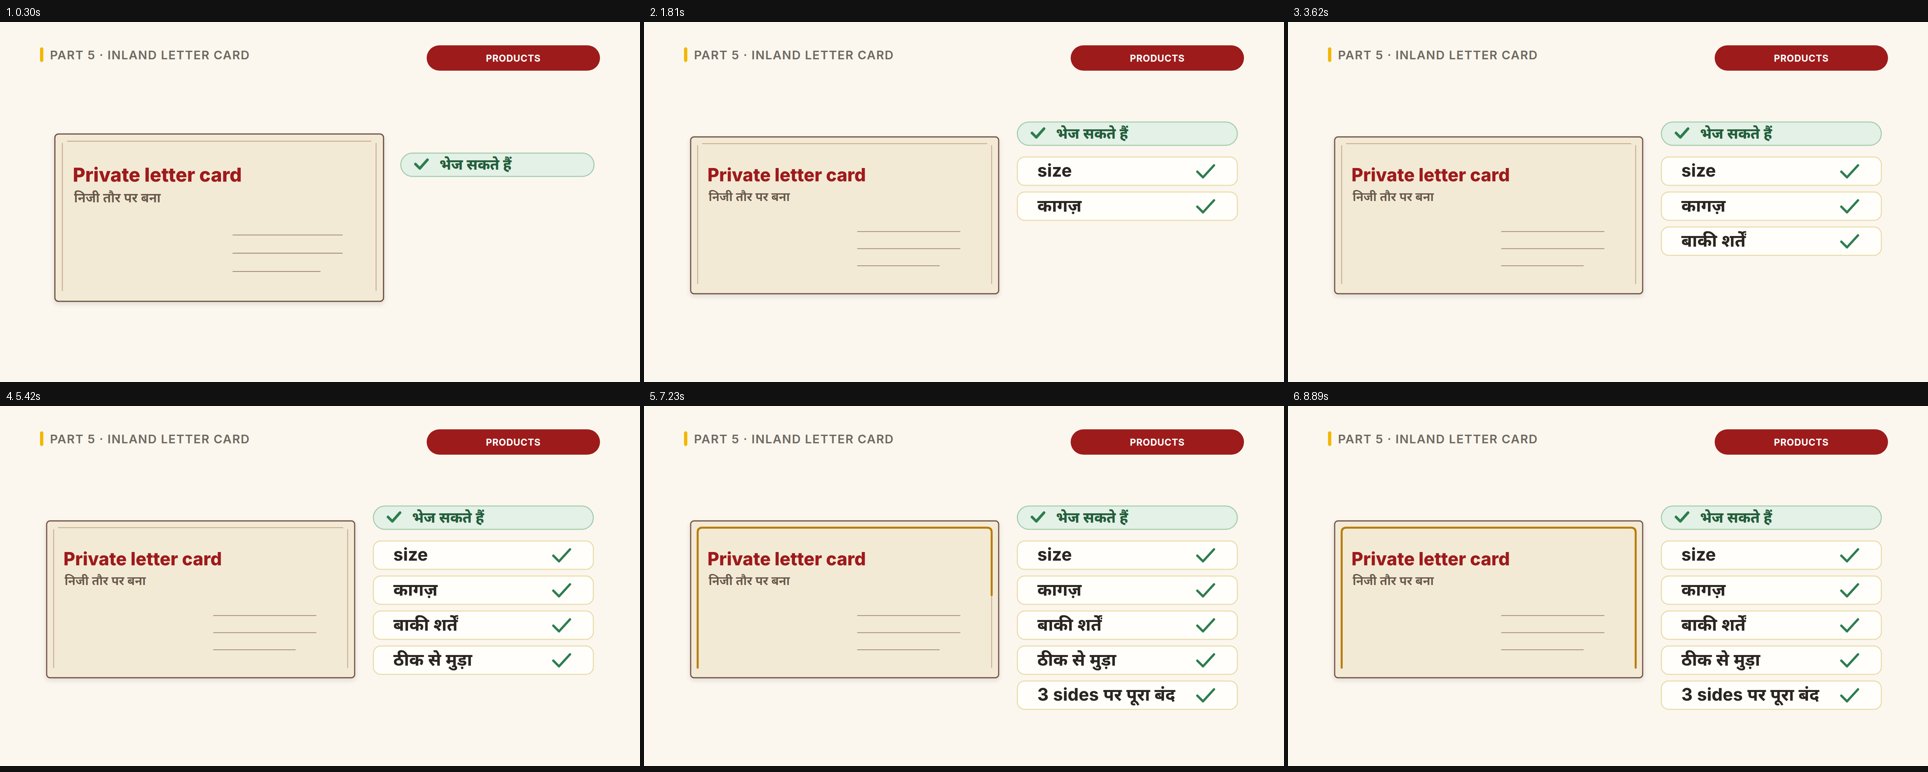 1. 0.30s
PART 5 · INLAND LETTER CARD
PRODUCTS
Private letter card
निजी तौर पर बना
भेज सकते हैं
2. 1.81s
PART 5 · INLAND LETTER CARD
PRODUCTS
Private letter card
निजी तौर पर बना
भेज सकते हैं
size
कागज़
3. 3.62s
PART 5 · INLAND LETTER CARD
PRODUCTS
Private letter card
निजी तौर पर बना
भेज सकते हैं
size
कागज़
बाकी शर्तें
4. 5.42s
PART 5 · INLAND LETTER CARD
PRODUCTS
Private letter card
निजी तौर पर बना
भेज सकते हैं
size
कागज़
बाकी शर्तें
ठीक से मुड़ा
5. 7.23s
PART 5 · INLAND LETTER CARD
PRODUCTS
Private letter card
निजी तौर पर बना
भेज सकते हैं
size
कागज़
बाकी शर्तें
ठीक से मुड़ा
3 sides पर पूरा बंद
6. 8.89s
PART 5 · INLAND LETTER CARD
PRODUCTS
Private letter card
निजी तौर पर बना
भेज सकते हैं
size
कागज़
बाकी शर्तें
ठीक से मुड़ा
3 sides पर पूरा बंद